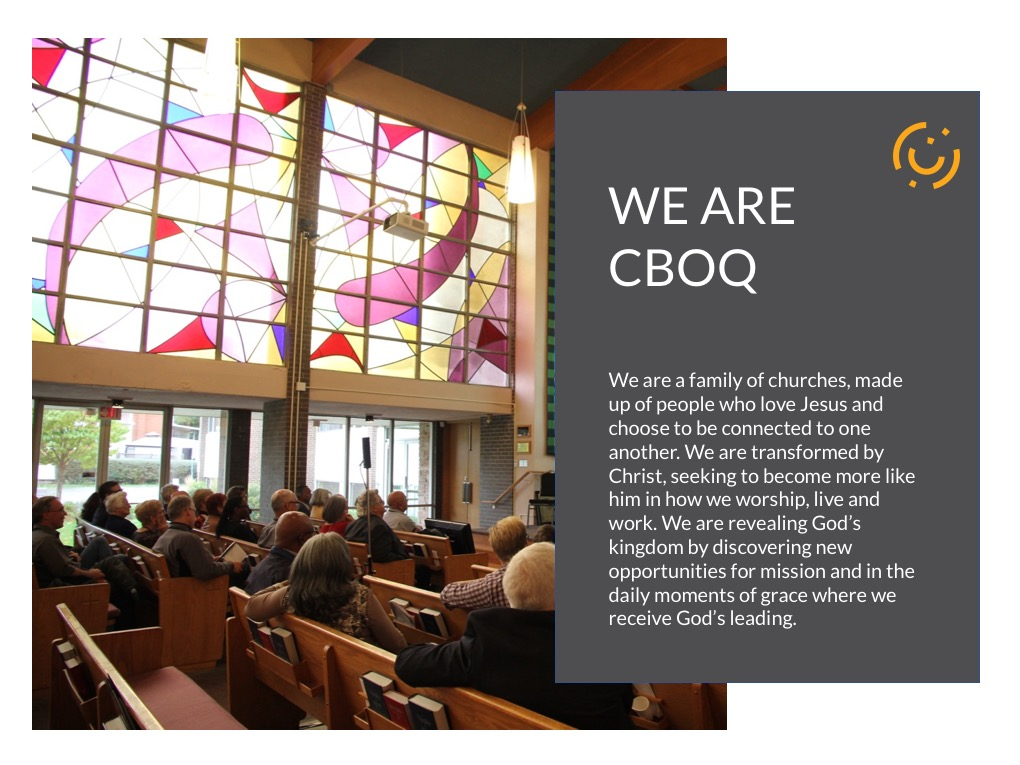 WE ARE
CBOQ
We are a family of churches, made
up of people who love Jesus and
choose to be connected to one
another. We are transformed by
Christ, seeking to become more like
him in how we worship, live and
work. We are revealing God’s
kingdom by discovering new
opportunities for mission and in the
daily moments of grace where we
receive God’s leading.